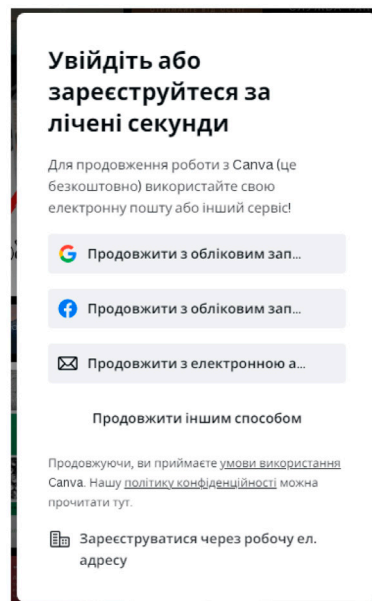 Увійдіть або
зареєструйтеся за
лічені секунди
Для продовження роботи з Canva (це
безкоштовно) використайте свою
електронну пошту або інший сервіс!
Продовжити з обліковим зап...
Продовжити з обліковим зап...
Продовжити з електронною а...
Продовжити іншим способом
Продовжуючи, ви приймаєте умови використання
Canva. Нашу політику конфіденційності можна
прочитати тут.
Зареєструватися через робочу ел.
адресу